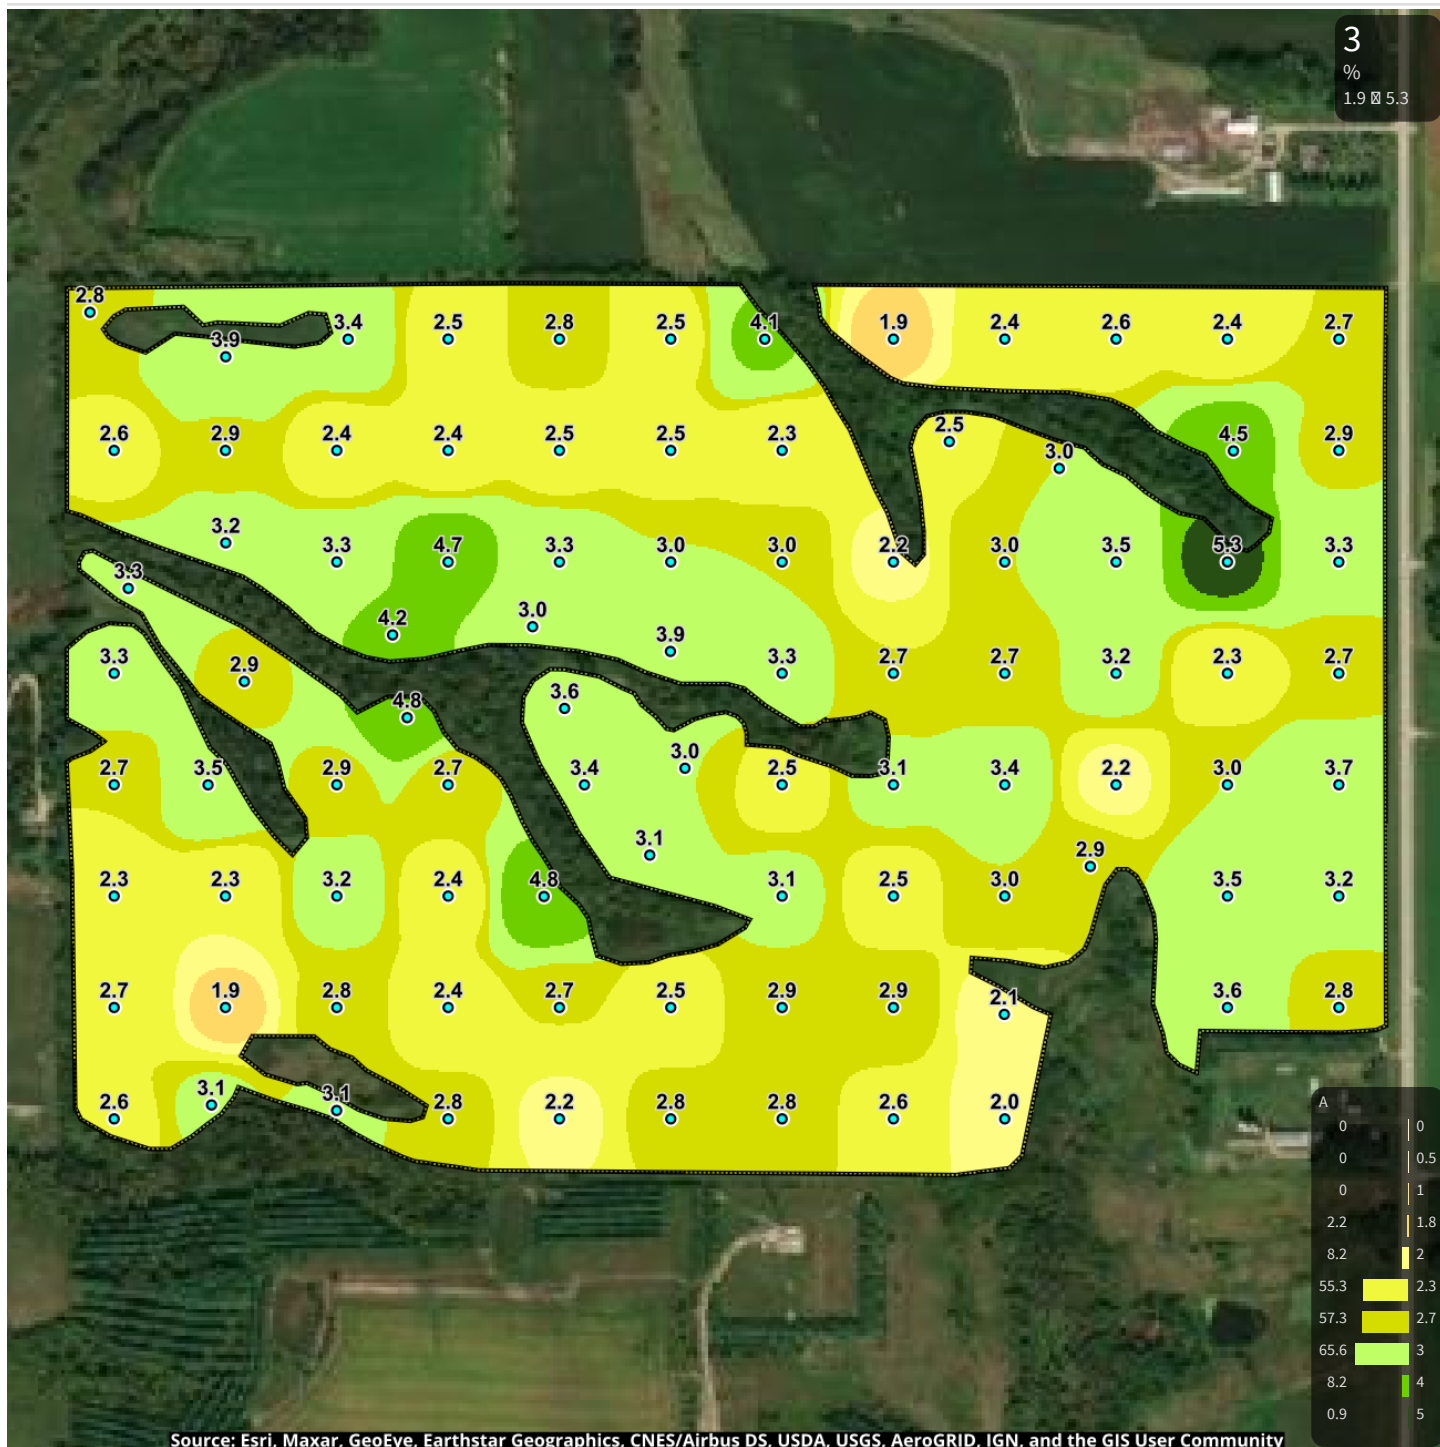 3
%
1.9 5.3
2.8
3.9
3.4 2.5 2.8 2.5 4.1 1.9 2.4 2.6 2.4 2.7
2.6 2.9 2.4 2.4 2.5 2.5 2.3 2.5 3.0 4.5 2.9
3.2 3.3 4.7 3.3 3.0 3.0 2.2 3.0 3.5 5.3 3.3
3.3 4.2 3.0
3.3 2.9 3.9 3.3 2.7 2.7 3.2 2.3 2.7
4.8 3.6
2.7 3.5 2.9 2.7 3.4 3.0 2.5 3.1 3.4 2.2 3.0 3.7
3.1 2.9
2.3 2.3 3.2 2.4 4.8 3.1 2.5 3.0 3.5 3.2
2.7 1.9 2.8 2.4 2.7 2.5 2.9 2.9 2.1 3.6 2.8
2.6 3.1 3.1 2.8 2.2 2.8 2.8 2.6 2.0
A
0 0
0 0.5
0 1
2.2 1.8
8.2 2
55.3 2.3
57.3 2.7
65.6 3
8.2 4
0.9 5
Source: Esri, Maxar, GeoEye, Earthstar Geographics, CNES/Airbus DS, USDA, USGS, AeroGRID, IGN, and the GIS User Community